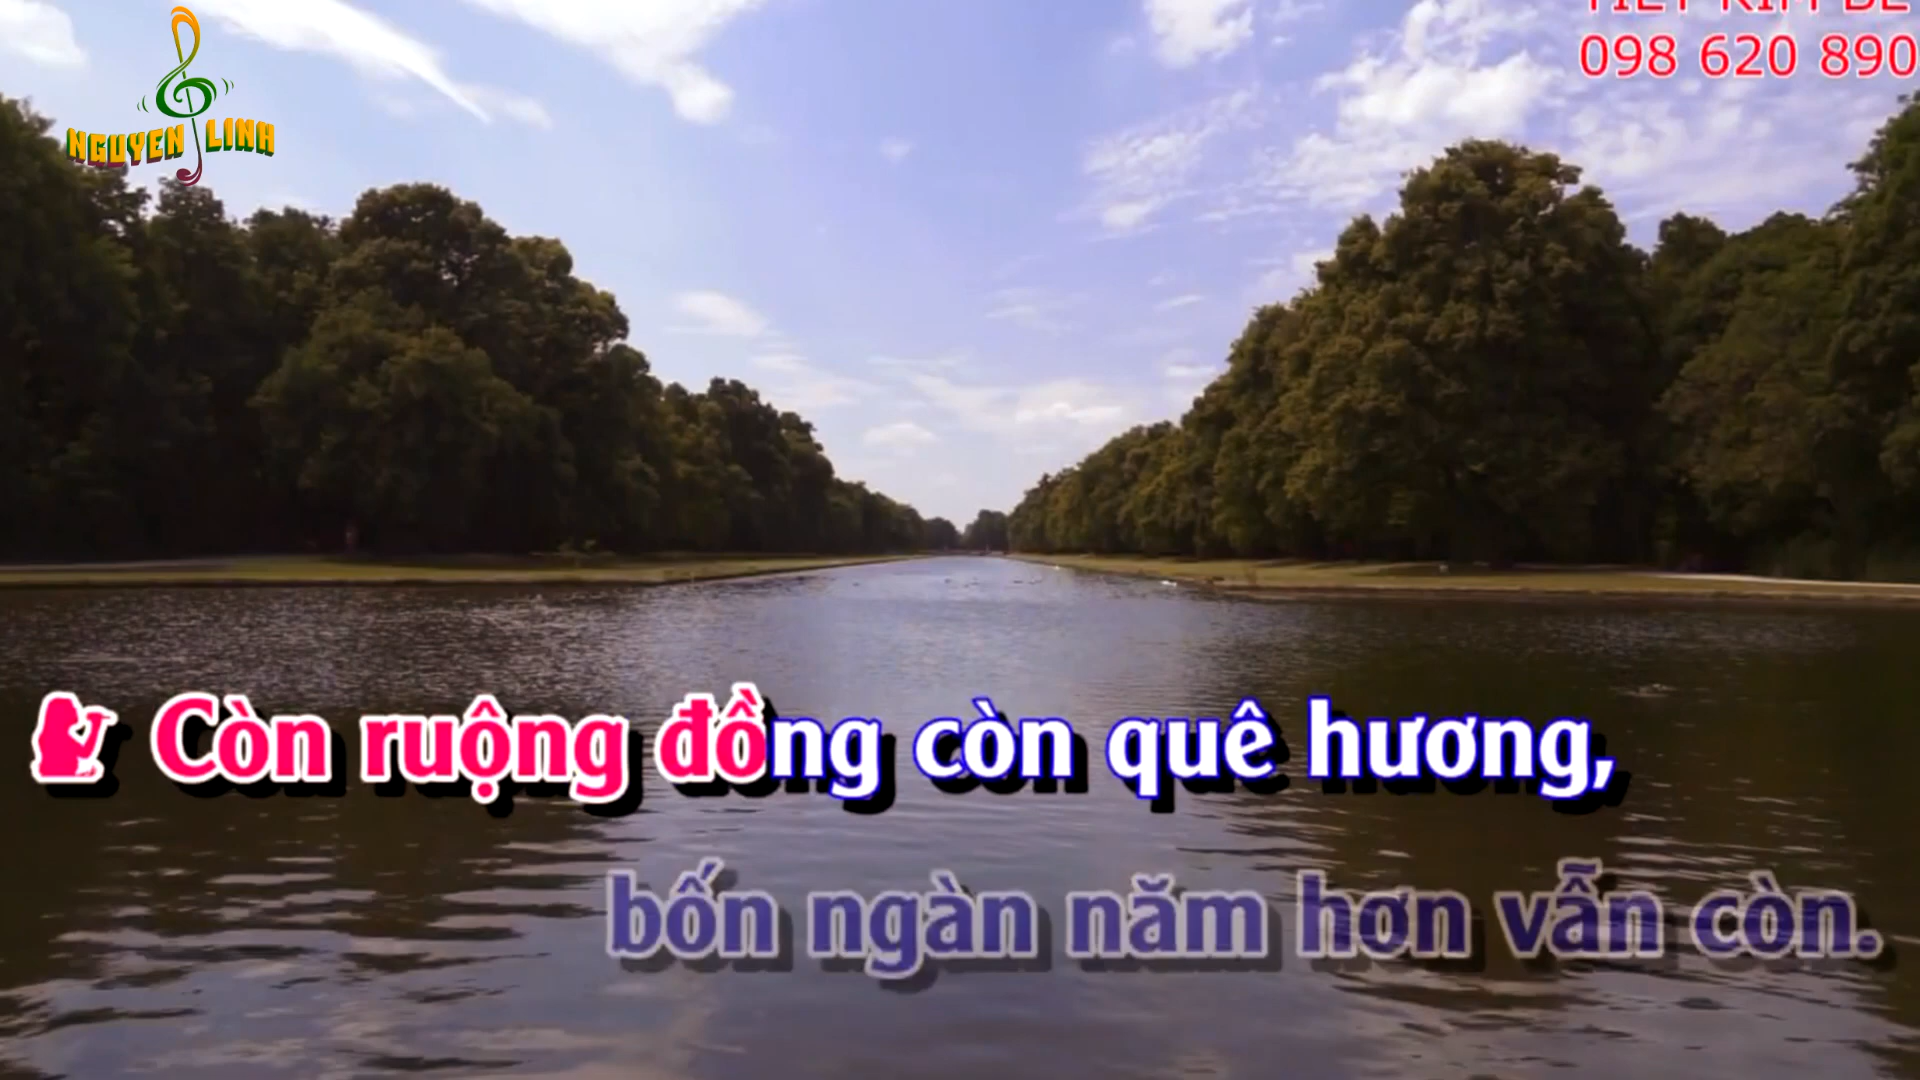 NGUYEN LINH
098 620 890
Còn ruộng đồng còn quê hương,
bốn ngàn năm hơn vẫn còn.